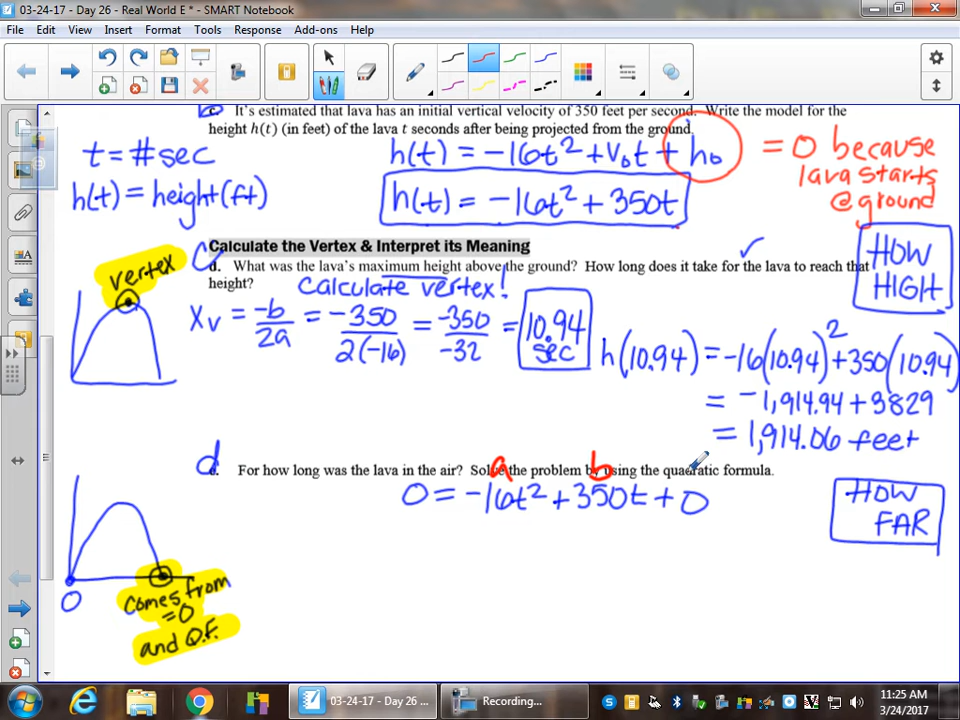 03-24-17 - Day 26 - Real World E * - SMART Notebook
File Edit View Insert Format Tools Response Add-ons Help
c. It's estimated that lava has an initial vertical velocity of 350 feet per second. Write the model for the
height h(t) (in feet) of the lava t seconds after being projected from the ground.
t = #sec
h(t) = -16t² + V₀t + h₀
= 0 because
lava starts
@ ground
h(t) = height (ft)
h(t) = -16t² + 350t
Calculate the Vertex & Interpret its Meaning
C
d. What was the lava's maximum height above the ground? How long does it take for the lava to reach that
height?
✓
HOW
HIGH
vertex
Calculate vertex!
Xv = -b/2a = -350/2(-16) = -350/-32 = 10.94 sec
h(10.94) = -16(10.94)² + 350(10.94)
= -1,914.94 + 3829
= 1,914.06 feet
d
e. For how long was the lava in the air? Solve the problem by using the quadratic formula.
a b
0 = -16t² + 350t + 0
HOW
FAR
0
Comes from
=0
and Q.F.
Recording...
11:25 AM
3/24/2017